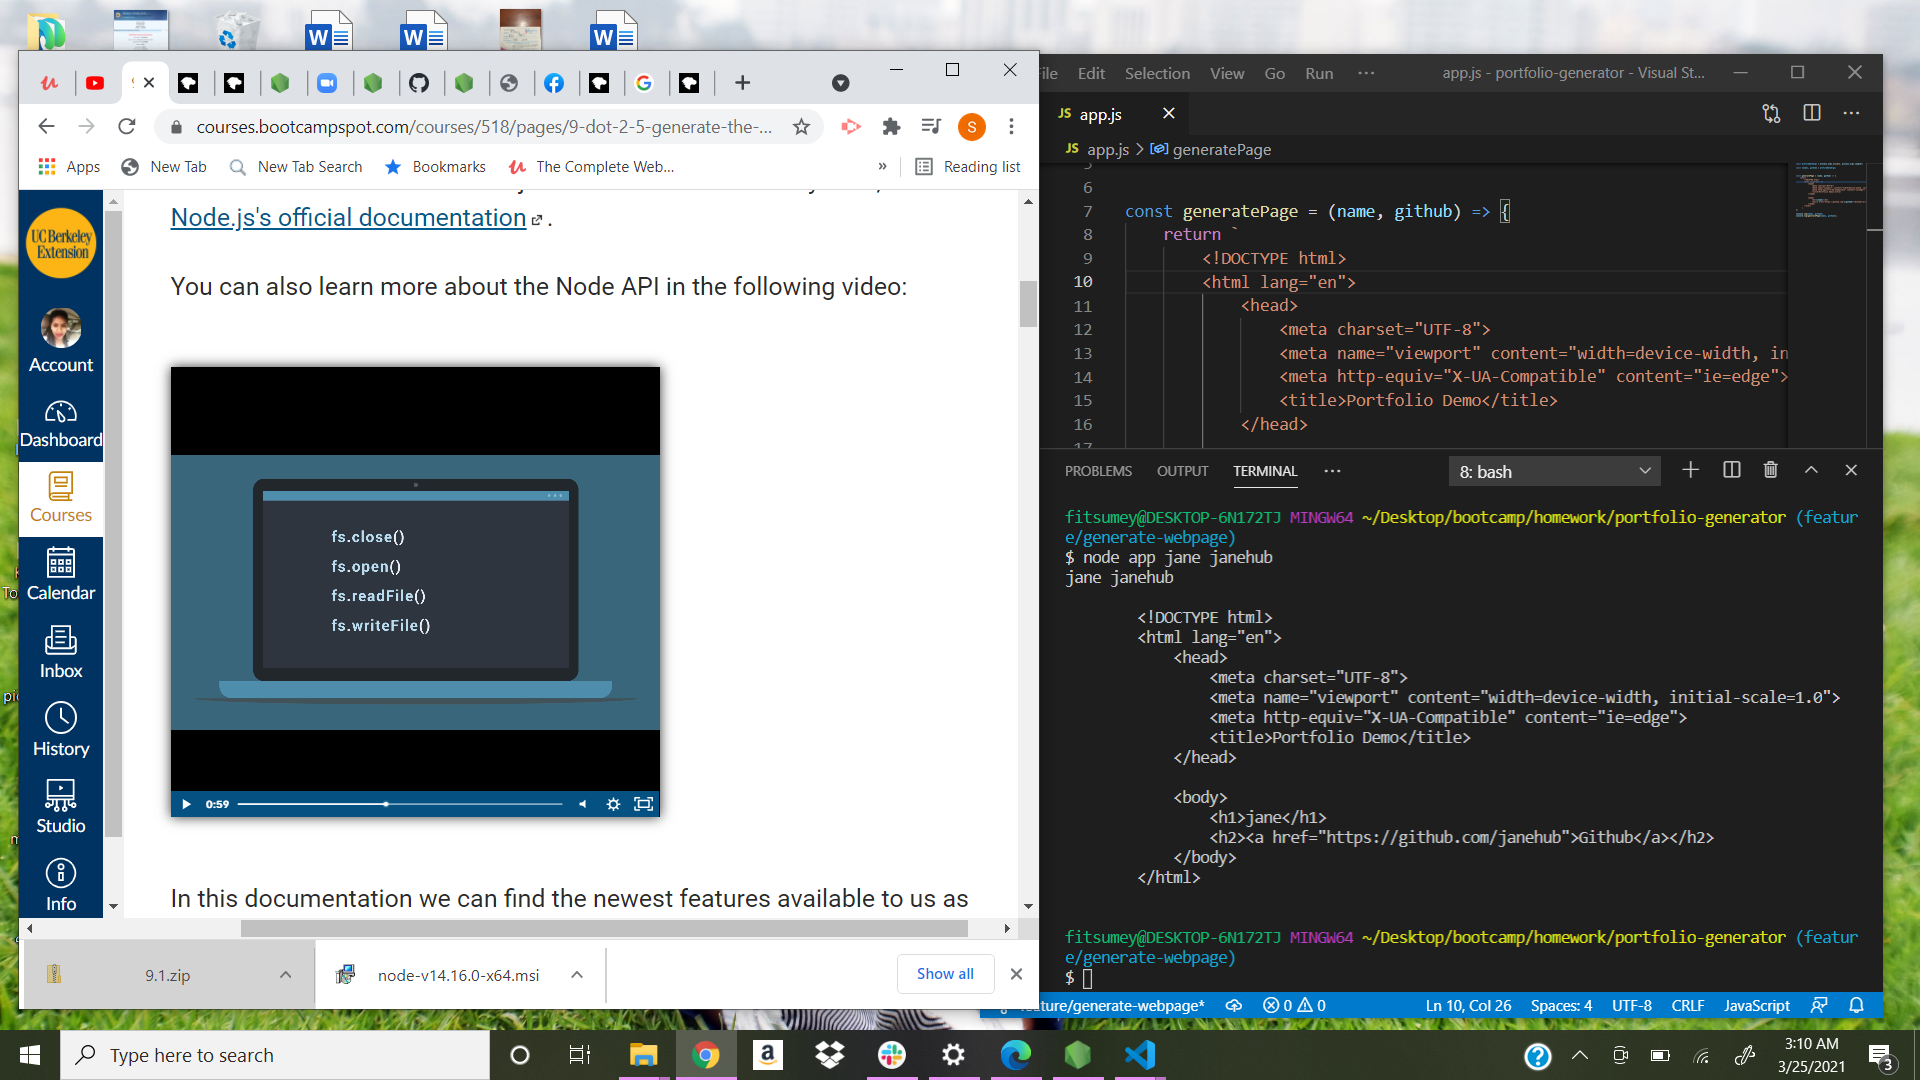 courses.bootcampspot.com/courses/518/pages/9-dot-2-5-generate-the-...
S
Apps
New Tab
New Tab Search
Bookmarks
The Complete Web...
»
Reading list
UC Berkeley
Extension
Account
Dashboard
Courses
Calendar
Inbox
History
Studio
Info
Node.js's official documentation .
You can also learn more about the Node API in the following video:
fs.close()
fs.open()
fs.readFile()
fs.writeFile()
0:59
In this documentation we can find the newest features available to us as
9.1.zip
node-v14.16.0-x64.msi
Show all
Edit
Selection
View
Go
Run
app.js - portfolio-generator - Visual St...
JS app.js
JS app.js > generatePage
6
7 const generatePage = (name, github) => {
8 return `
9 <!DOCTYPE html>
10 <html lang="en">
11 <head>
12 <meta charset="UTF-8">
13 <meta name="viewport" content="width=device-width, in
14 <meta http-equiv="X-UA-Compatible" content="ie=edge">
15 <title>Portfolio Demo</title>
16 </head>
17
PROBLEMS
OUTPUT
TERMINAL
8: bash
fitsumey@DESKTOP-6N172TJ MINGW64 ~/Desktop/bootcamp/homework/portfolio-generator (featur
e/generate-webpage)
$ node app jane janehub
jane janehub
<!DOCTYPE html>
<html lang="en">
<head>
<meta charset="UTF-8">
<meta name="viewport" content="width=device-width, initial-scale=1.0">
<meta http-equiv="X-UA-Compatible" content="ie=edge">
<title>Portfolio Demo</title>
</head>
<body>
<h1>jane</h1>
<h2><a href="https://github.com/janehub">Github</a></h2>
</body>
</html>
fitsumey@DESKTOP-6N172TJ MINGW64 ~/Desktop/bootcamp/homework/portfolio-generator (featur
e/generate-webpage)
$
ture/generate-webpage*
0
0
Ln 10, Col 26
Spaces: 4
UTF-8
CRLF
JavaScript
Type here to search
3:10 AM
3/25/2021
3